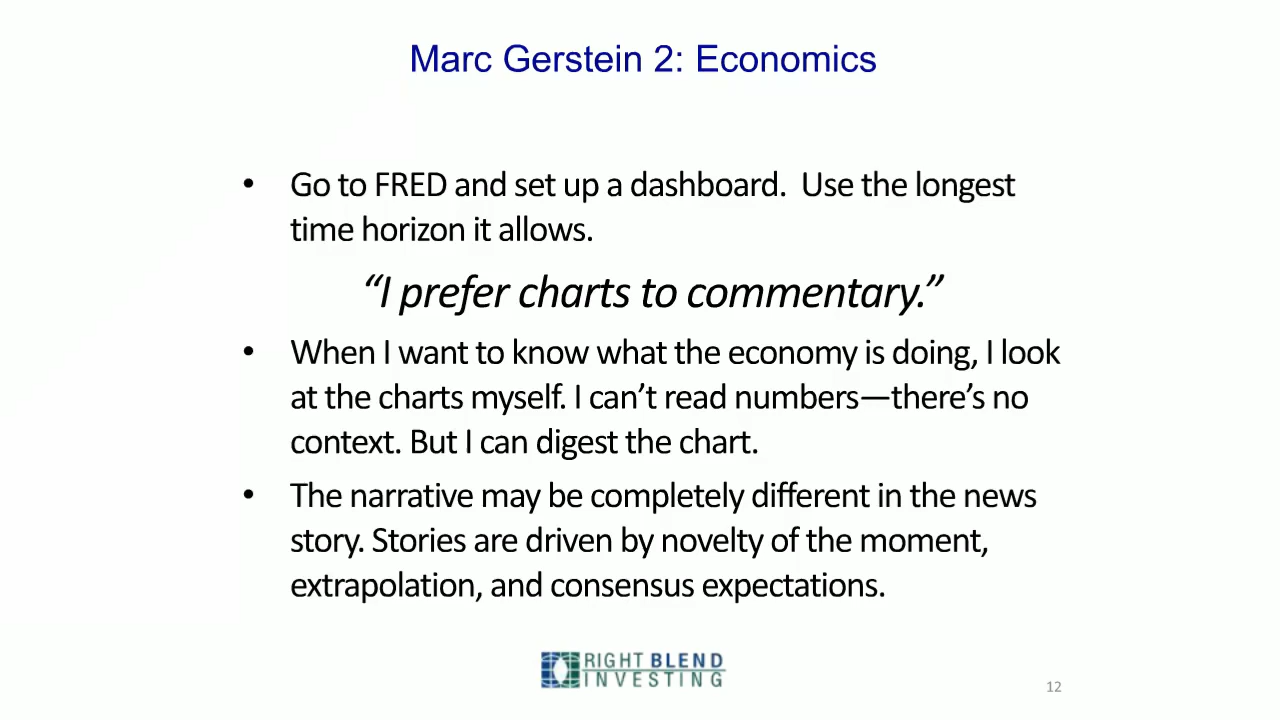 Marc Gerstein 2: Economics
• Go to FRED and set up a dashboard.  Use the longest
time horizon it allows.
“I prefer charts to commentary.”
• When I want to know what the economy is doing, I look
at the charts myself. I can’t read numbers—there’s no
context. But I can digest the chart.
• The narrative may be completely different in the news
story. Stories are driven by novelty of the moment,
extrapolation, and consensus expectations.
RIGHT BLEND
INVESTING
12